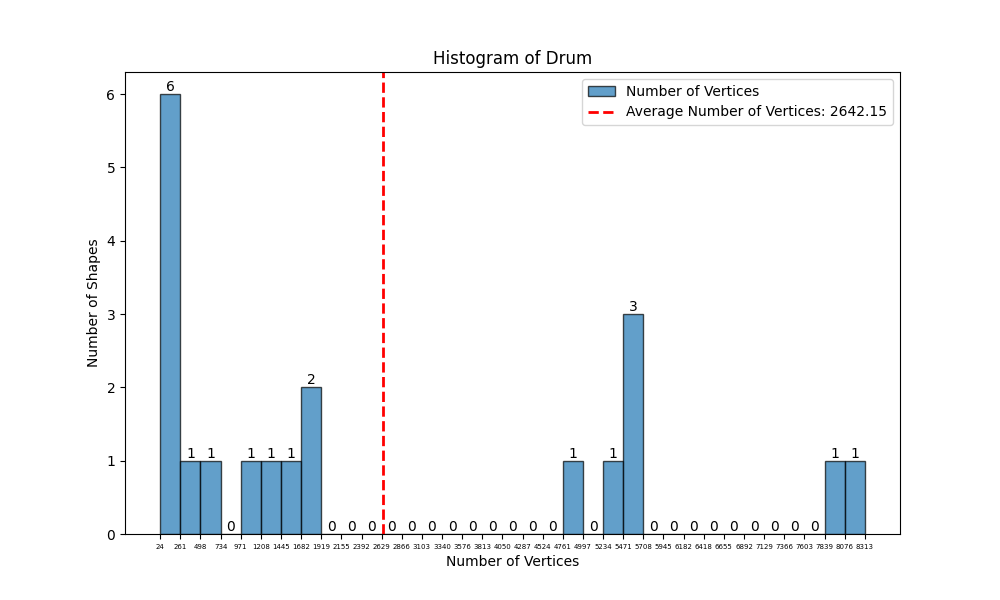 Histogram of Drum
Number of Vertices
Average Number of Vertices: 2642.15
Number of Shapes
6
5
4
3
2
1
0
6 1 1 0 1 1 1 2 0 0 0 0 0 0 0 0 0 0 0 0 1 0 1 3 0 0 0 0 0 0 0 0 0 1 1
24 261 498 734 971 1208 1445 1682 1919 2155 2392 2629 2866 3103 3340 3576 3813 4050 4287 4524 4761 4997 5234 5471 5708 5945 6182 6418 6655 6892 7129 7366 7603 7839 8076 8313
Number of Vertices